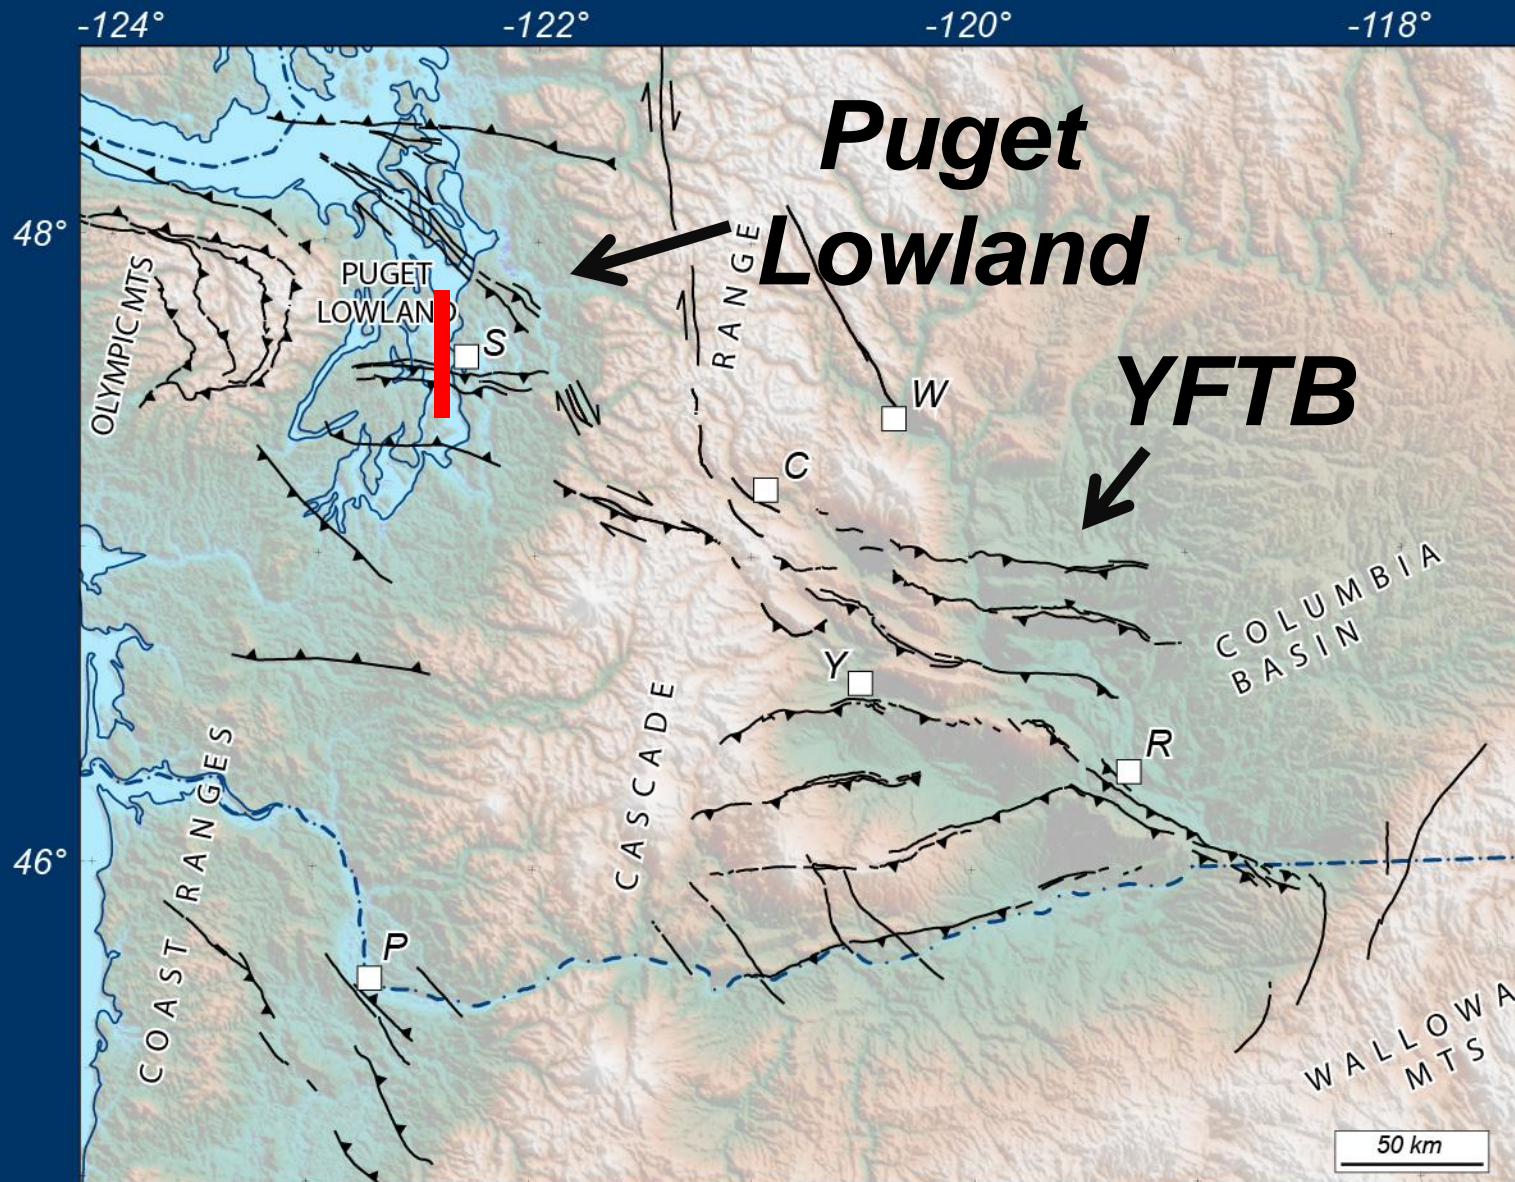 -124°
-122°
-120°
-118°
48°
46°
Puget
Lowland
YFTB
PUGET
LOWLAND
OLYMPIC MTS
RANGE
CASCADE
COAST RANGES
COLUMBIA
BASIN
WALLOWA
MTS
S
W
C
Y
R
P
50 km